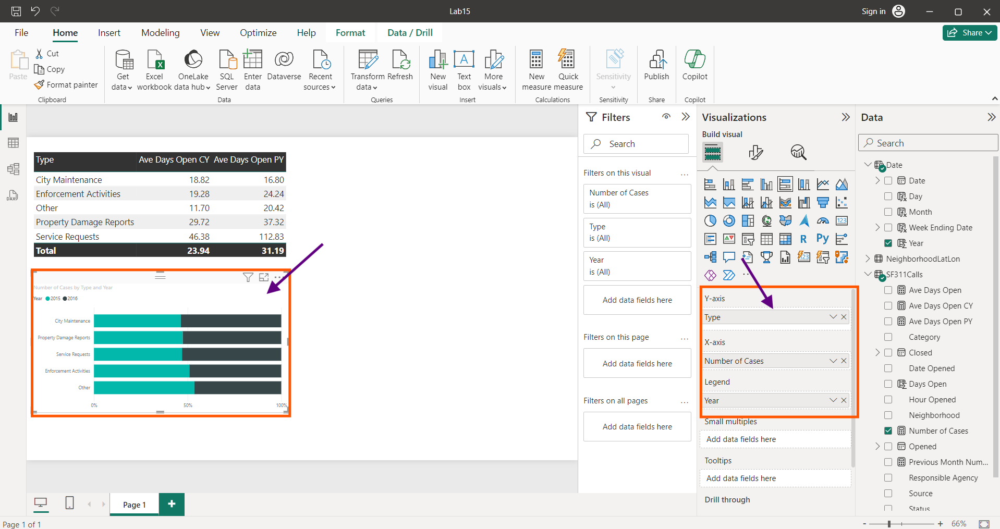 Lab15
Sign in
File Home Insert Modeling View Optimize Help Format Data / Drill
Share
Paste
Cut
Copy
Format painter
Clipboard
Get data
Excel workbook
OneLake data hub
SQL Server
Enter data
Dataverse
Recent sources
Data
Transform data
Refresh
Queries
New visual
Text box
More visuals
Insert
New measure
Quick measure
Calculations
Sensitivity
Sensitivity
Publish
Share
Copilot
Copilot
DAX
Type Ave Days Open CY Ave Days Open PY
City Maintenance 18.82 16.80
Enforcement Activities 19.28 24.24
Other 11.70 20.42
Property Damage Reports 29.72 37.32
Service Requests 46.38 112.83
Total 23.94 31.19
Number of Cases by Type and Year
Year 2015 2016
City Maintenance
Property Damage Reports
Service Requests
Enforcement Activities
Other
0% 50% 100%
Filters
Search
Filters on this visual
Number of Cases
is (All)
Type
is (All)
Year
is (All)
Add data fields here
Filters on this page
Add data fields here
Filters on all pages
Add data fields here
Visualizations
Build visual
123
R
Py
123
Y-axis
Type
X-axis
Number of Cases
Legend
Year
Small multiples
Add data fields here
Tooltips
Add data fields here
Drill through
Data
Search
Date
Date
Day
Month
Week Ending Date
Year
NeighborhoodLatLon
SF311Calls
Ave Days Open
Ave Days Open CY
Ave Days Open PY
Category
Closed
Date Opened
Days Open
Hour Opened
Neighborhood
Number of Cases
Opened
Previous Month Num...
Responsible Agency
Source
Status
Page 1
Page 1 of 1
- + 66%